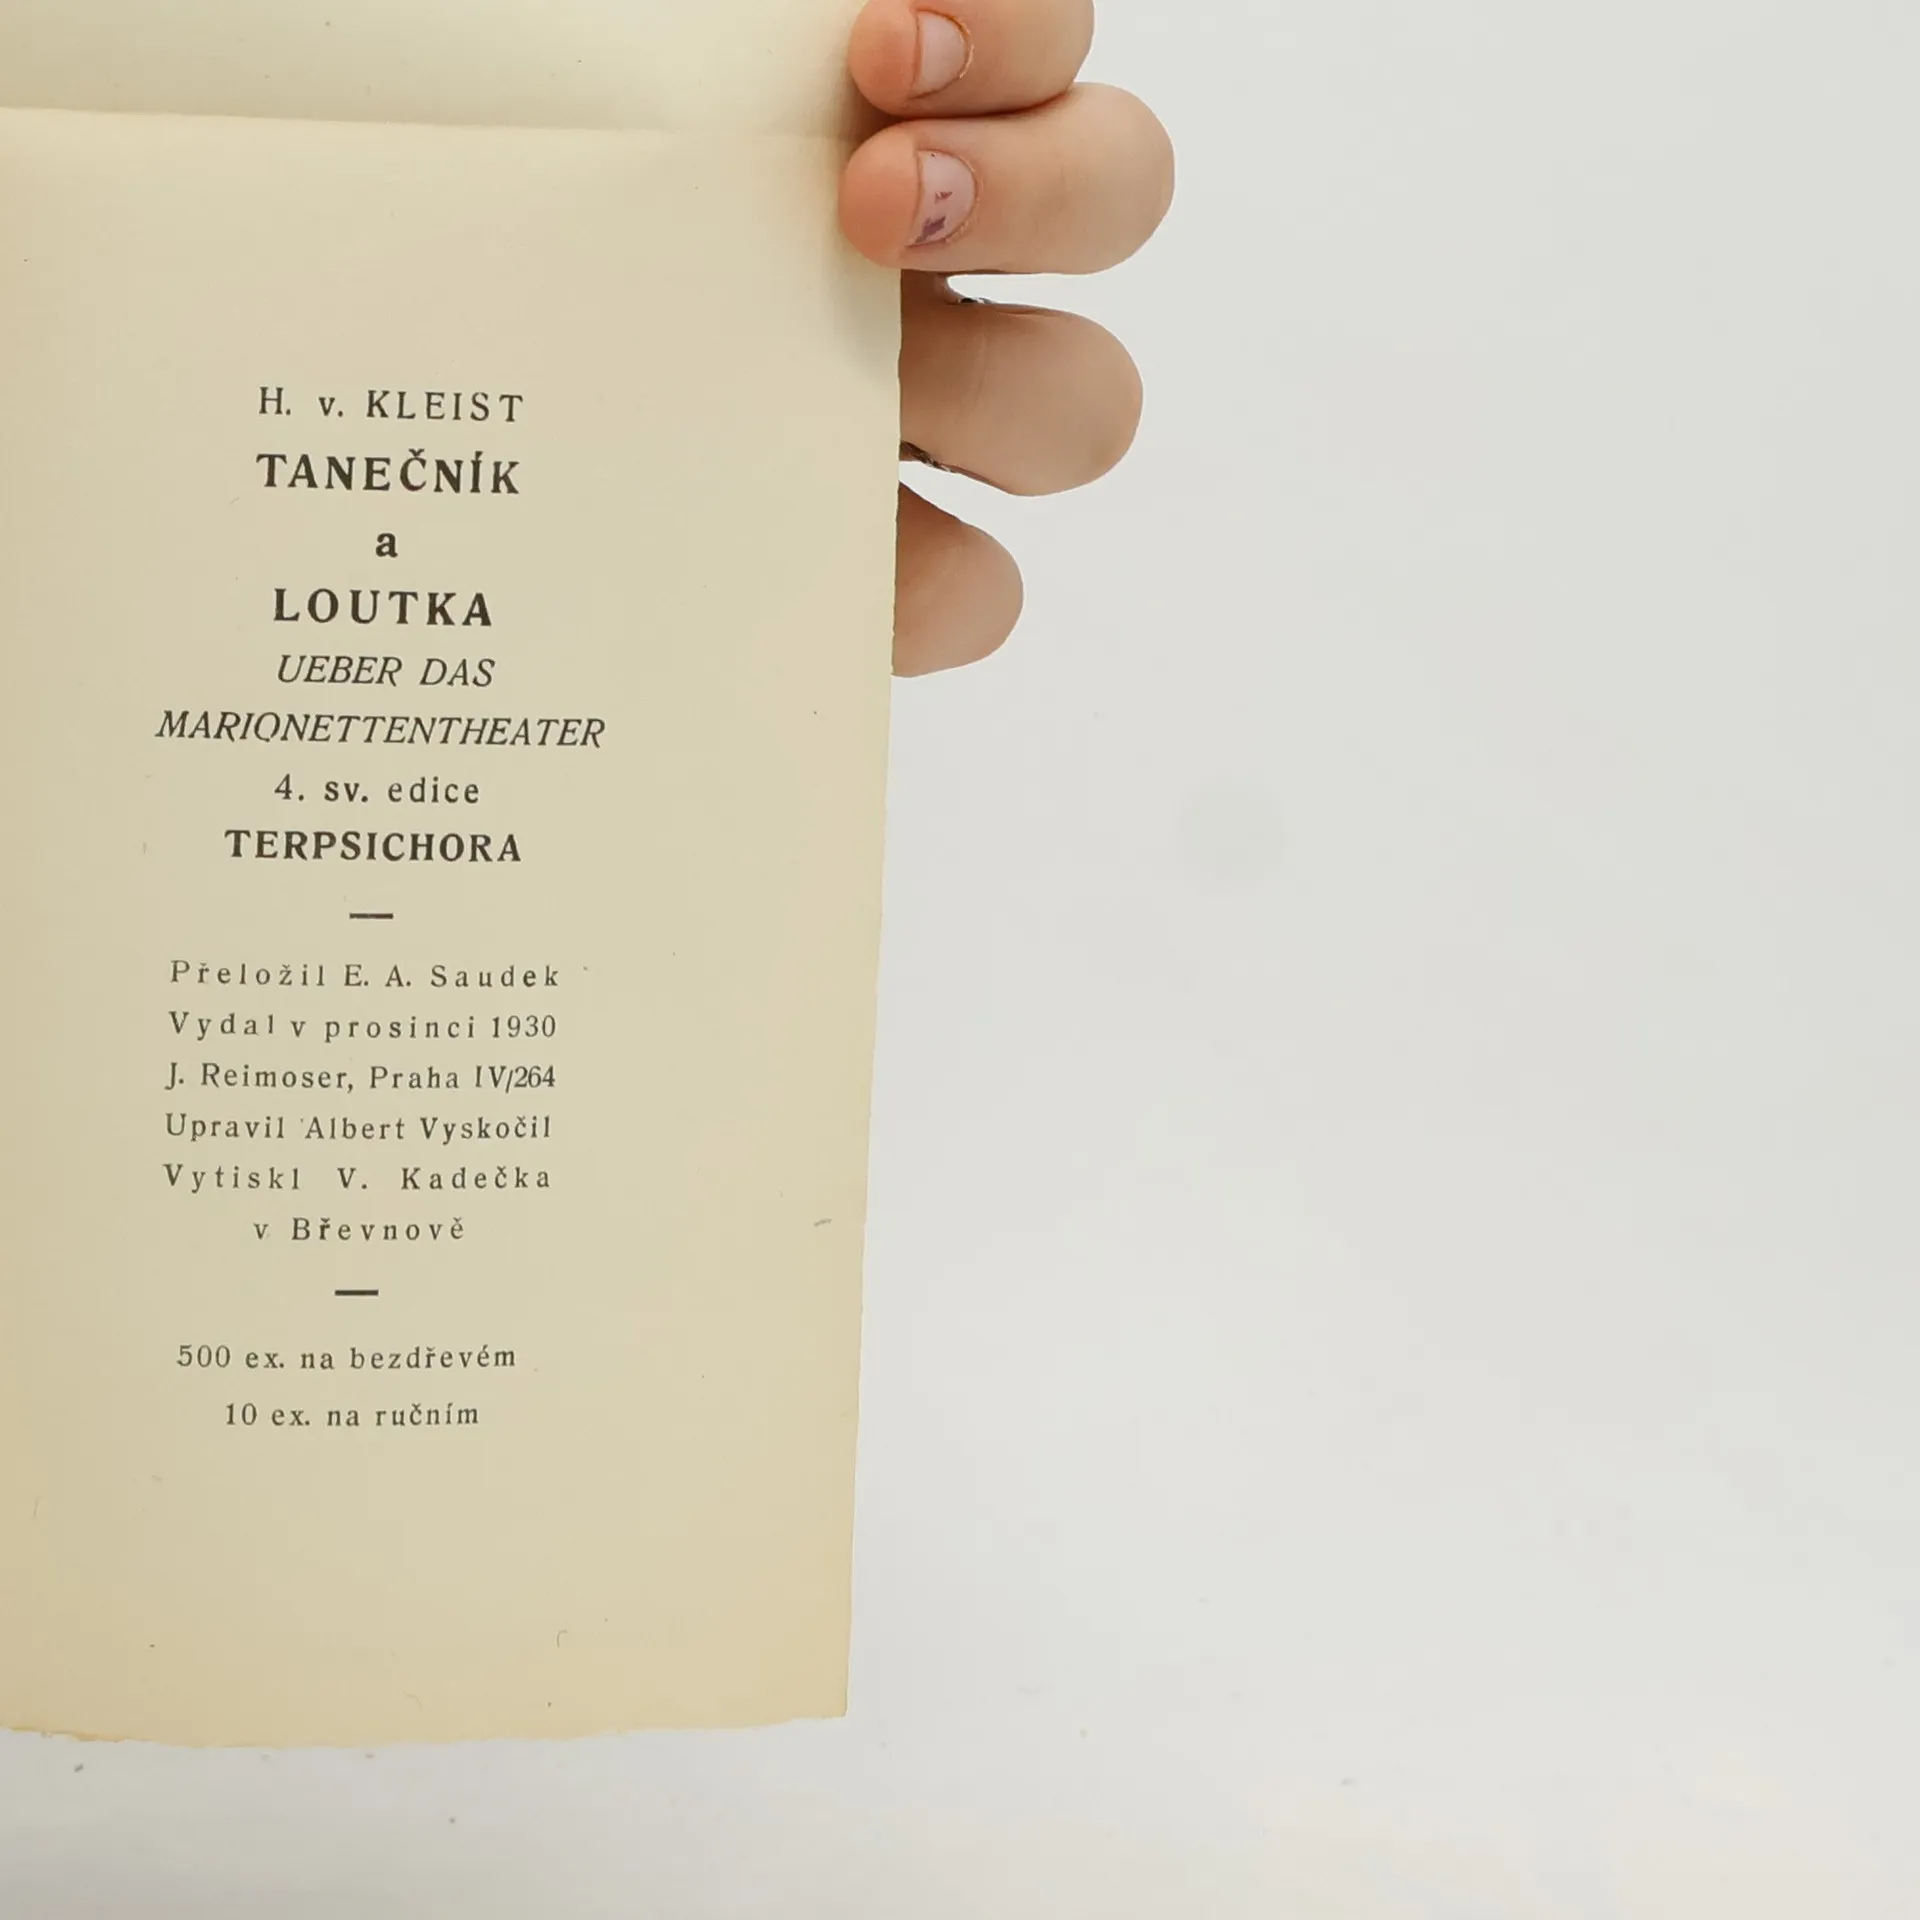 H. v. KLEIST
TANEČNÍK
a
LOUTKA
UEBER DAS
MARIONETTENTHEATER
4. sv. edice
TERPSICHORA
Přeložil E. A. Saudek
Vydal v prosinci 1930
J. Reimoser, Praha IV/264
Upravil Albert Vyskočil
Vytiskl V. Kadečka
v Břevnově
500 ex. na bezdřevém
10 ex. na ručním